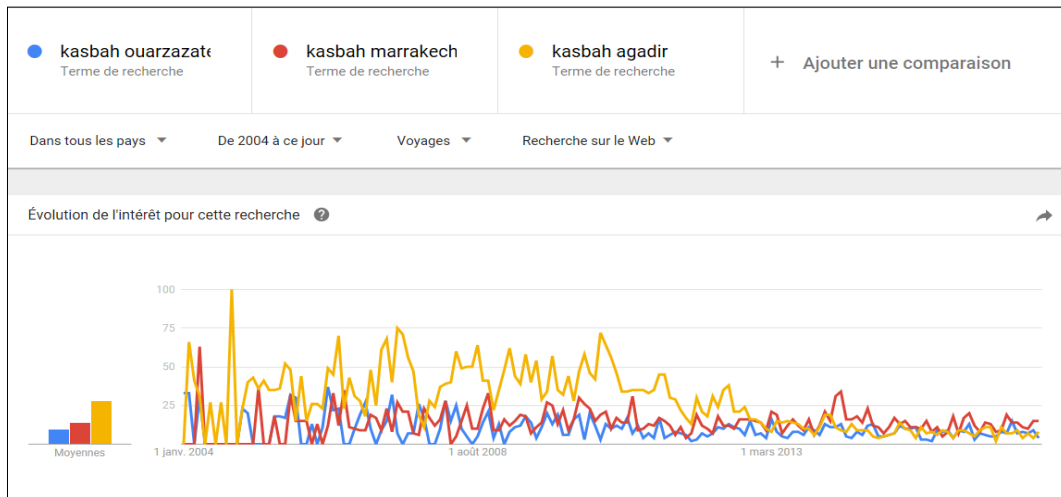 kasbah ouarzazate
Terme de recherche
kasbah marrakech
Terme de recherche
kasbah agadir
Terme de recherche
+ Ajouter une comparaison
Dans tous les pays
De 2004 à ce jour
Voyages
Recherche sur le Web
Évolution de l'intérêt pour cette recherche ?
100
75
50
25
Moyennes
1 janv. 2004
1 août 2008
1 mars 2013